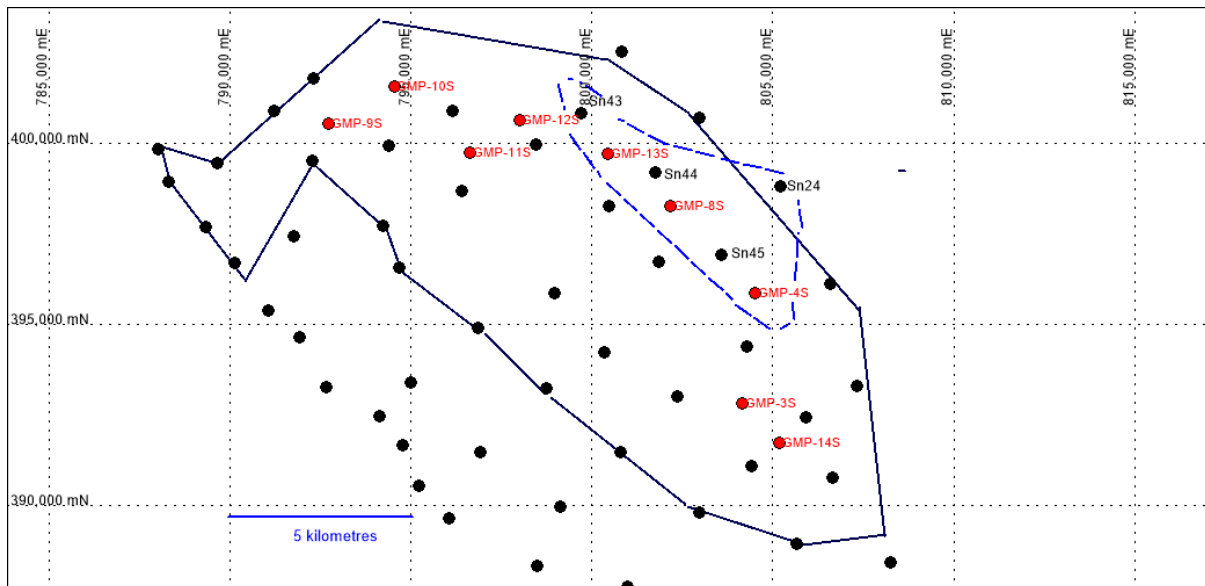 785,000 mE
790,000 mE
795,000 mE
800,000 mE
805,000 mE
810,000 mE
815,000 mE
GMP-10S
Sn43
GMP-9S
GMP-12S
400,000 mN
GMP-11S
GMP-13S
Sn44
Sn24
GMP-8S
Sn45
GMP-4S
395,000 mN
GMP-3S
GMP-14S
390,000 mN
5 kilometres